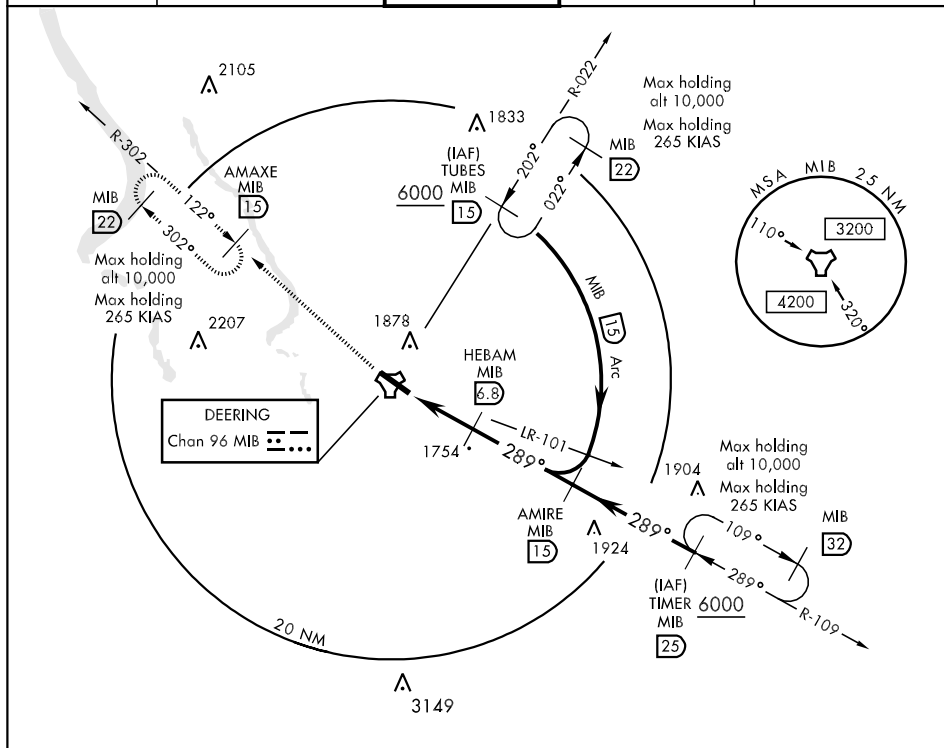 2105
R-302
MIB
22
AMAXE
MIB
15
122°
302°
Max holding
alt 10,000
Max holding
265 KIAS
2207
1833
(IAF)
TUBES
MIB
15
6000
R-022
202°
022°
MIB
22
Max holding
alt 10,000
Max holding
265 KIAS
MSA MIB 25 NM
110°
3200
4200
320°
MIB 15 Arc
1878
HEBAM
MIB
6.8
DEERING
Chan 96 MIB
1754
LR-101
289°
AMIRE
MIB
15
1904
1924
289°
Max holding
alt 10,000
Max holding
265 KIAS
MIB
32
109°
289°
R-109
(IAF)
TIMER
MIB
25
6000
20 NM
3149